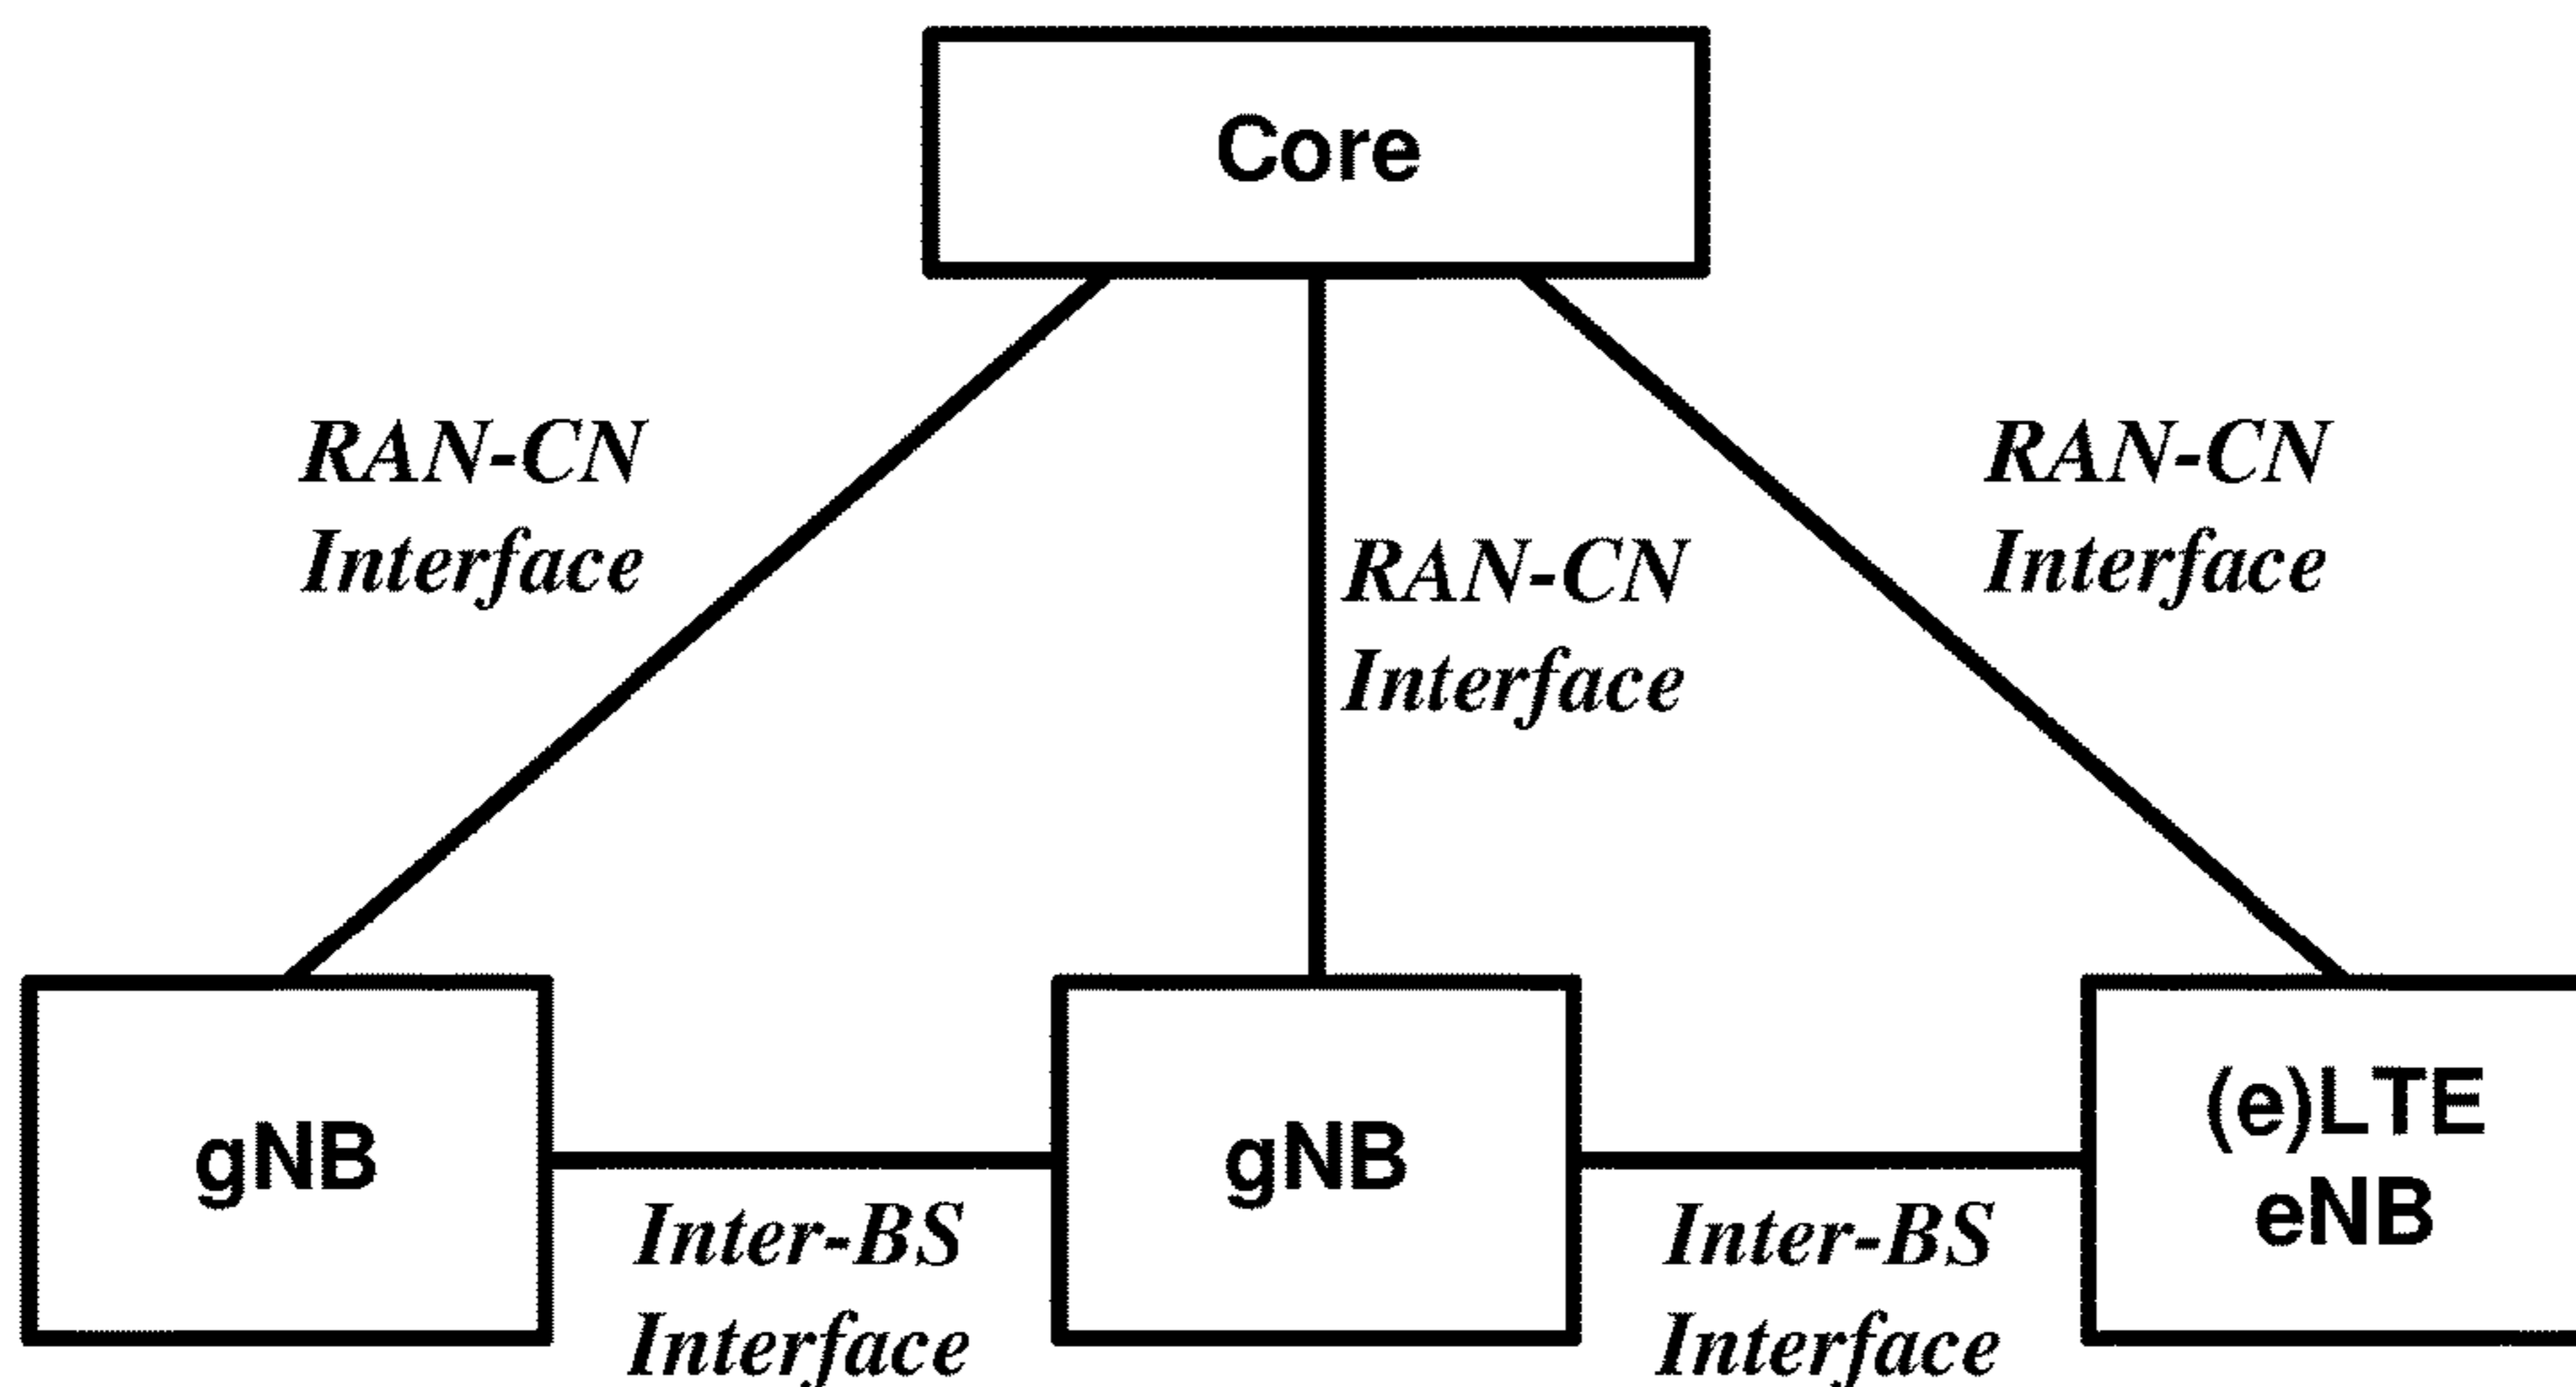 Core
RAN-CN
Interface
RAN-CN
Interface
RAN-CN
Interface
gNB
Inter-BS
Interface
gNB
Inter-BS
Interface
(e)LTE
eNB